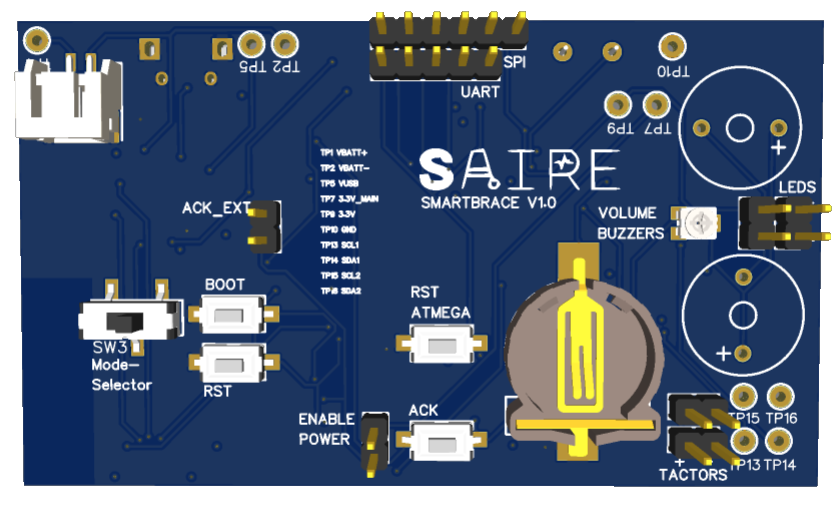 SPI
UART
TP5 TP2
TP10
TP9 TP7
+
SAIRE
SMARTBRACE V1.0
TP1 VBATT+
TP2 VBATT-
TP5 VUSB
TP7 3.3V_MAIN
TP9 3.3V
TP10 GND
TP13 SCL1
TP14 SDA1
TP15 SCL2
TP16 SDA2
ACK_EXT
LEDS
VOLUME
BUZZERS
BOOT
RST
ATMEGA
SW3
Mode-
Selector
RST
+
ENABLE
POWER
ACK
TP15 TP16
TP13 TP14
+
TACTORS